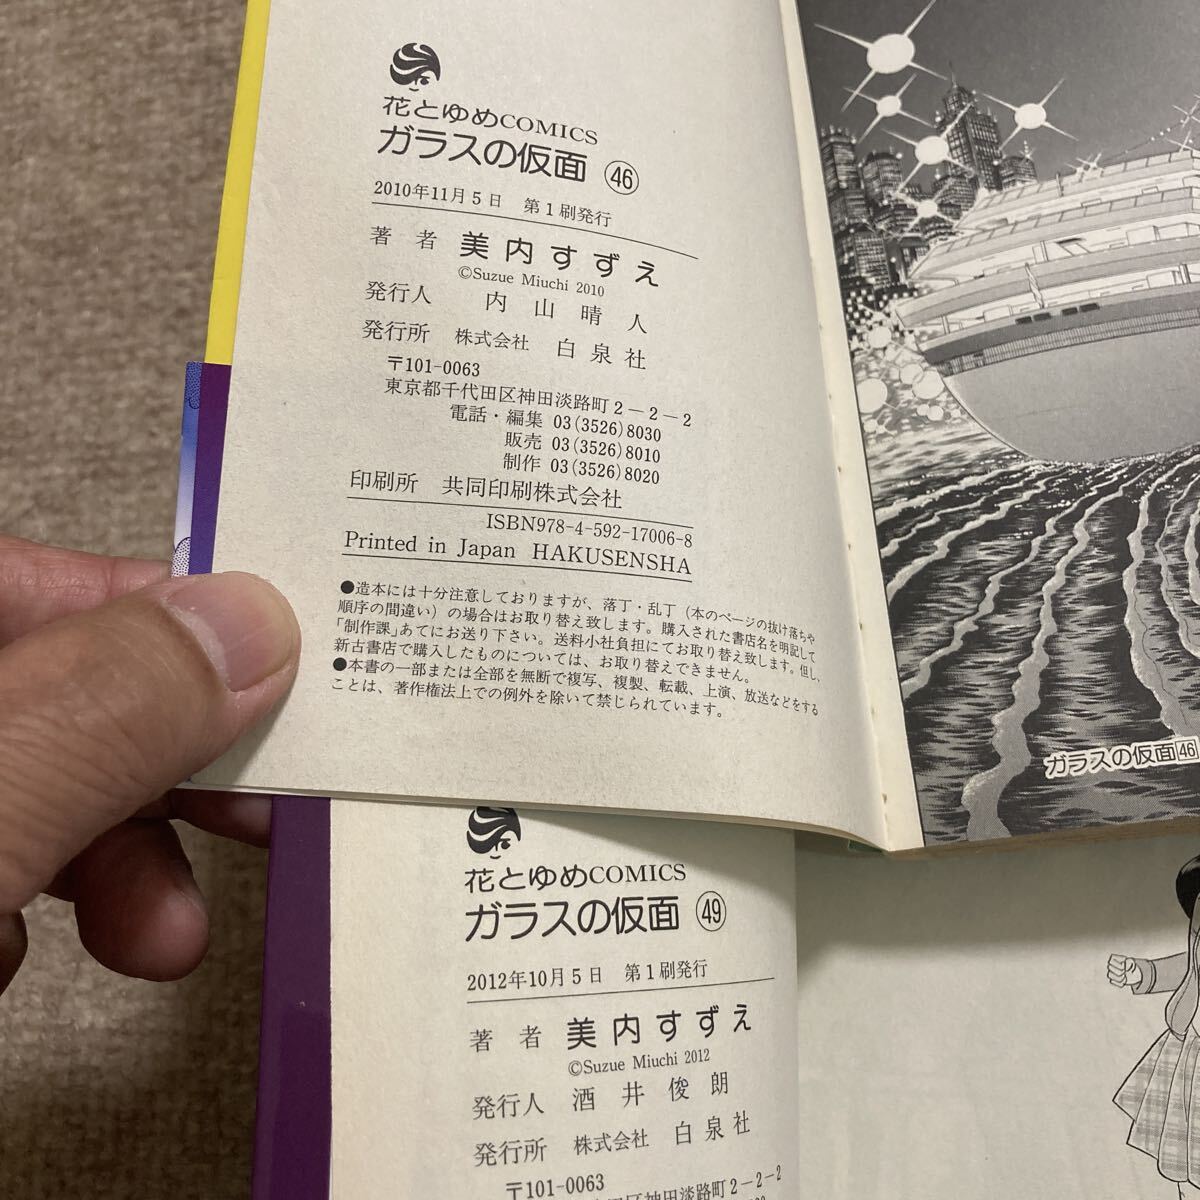 花とゆめCOMICS
ガラスの仮面 ㊻
2010年11月5日 第1刷発行
著者 美内すずえ
©Suzue Miuchi 2010
発行人 内山晴人
発行所 株式会社 白泉社
〒101-0063
東京都千代田区神田淡路町2-2-2
電話・編集 03(3526)8030
販売 03(3526)8010
制作 03(3526)8020
印刷所 共同印刷株式会社
ISBN978-4-592-17006-8
Printed in Japan HAKUSENSHA
●造本には十分注意しておりますが、落丁・乱丁（本のページの抜け落ちや
順序の間違い）の場合はお取り替え致します。購入された書店名を明記して
「制作課」あてにお送り下さい。送料小社負担にてお取り替え致します。但し、
新古書店で購入したものについては、お取り替えできません。
●本書の一部または全部を無断で複写、複製、転載、上演、放送などをする
ことは、著作権法上での例外を除いて禁じられています。
ガラスの仮面46
花とゆめCOMICS
ガラスの仮面 ㊾
2012年10月5日 第1刷発行
著者 美内すずえ
©Suzue Miuchi 2012
発行人 酒井俊朗
発行所 株式会社 白泉社
〒101-0063
区神田淡路町2-2-2